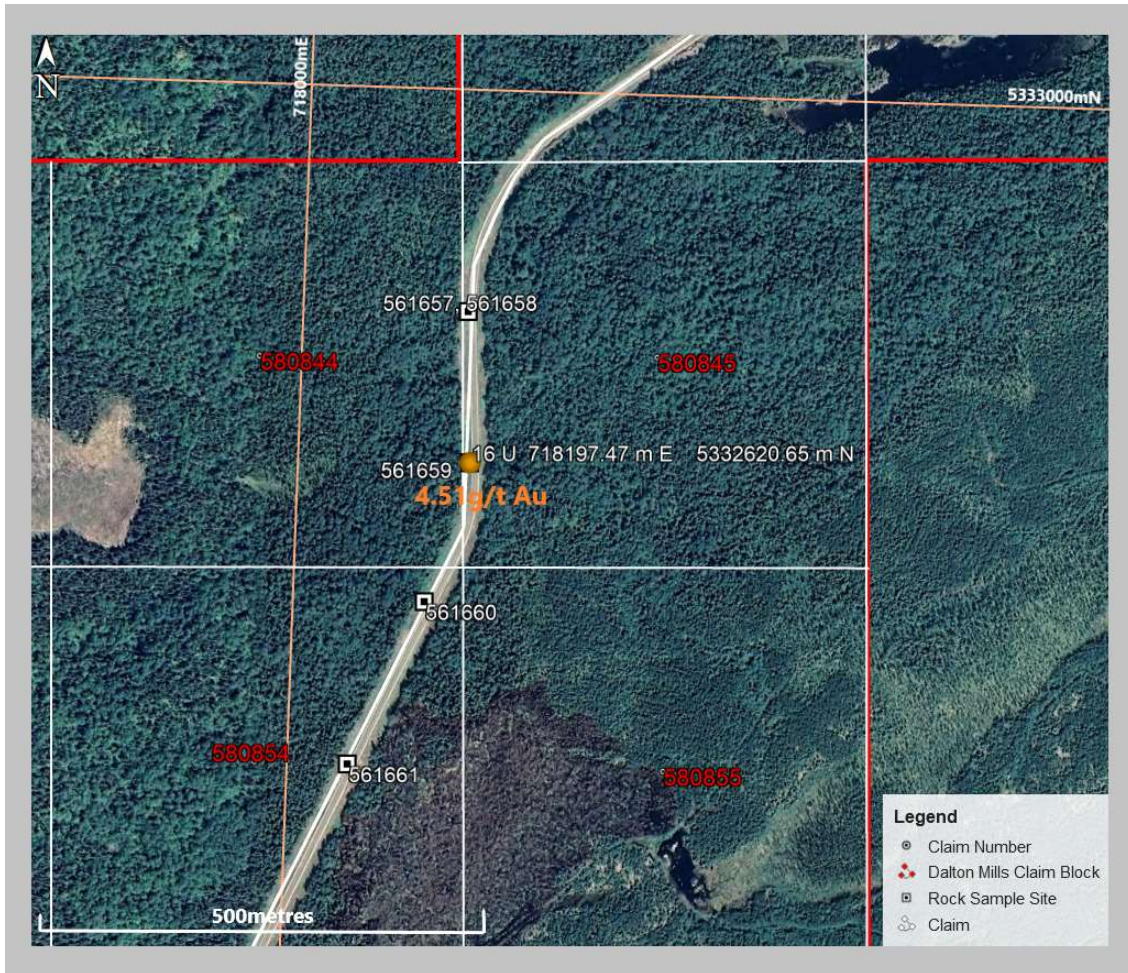 N
718000mE
5333000mN
561657, 561658
580844
580845
16 U 718197.47 m E 5332620.65 m N
561659
4.51g/t Au
561660
580854
561661
580855
500metres
Legend
Claim Number
Dalton Mills Claim Block
Rock Sample Site
Claim